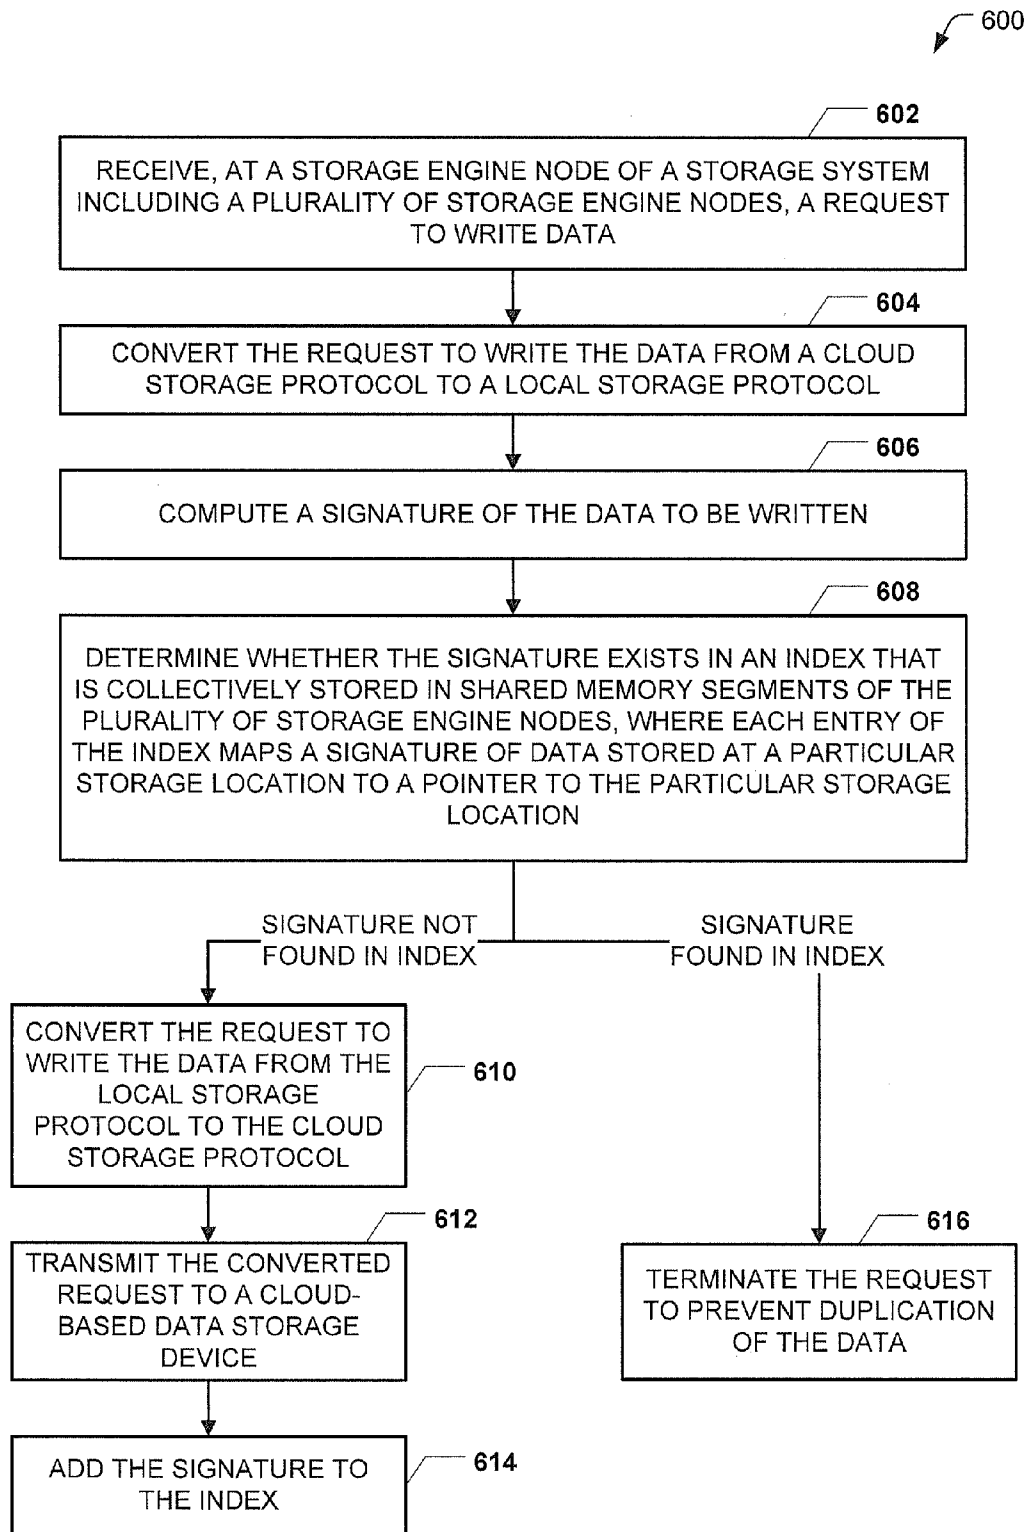 600
602
RECEIVE, AT A STORAGE ENGINE NODE OF A STORAGE SYSTEM
INCLUDING A PLURALITY OF STORAGE ENGINE NODES, A REQUEST
TO WRITE DATA
604
CONVERT THE REQUEST TO WRITE THE DATA FROM A CLOUD
STORAGE PROTOCOL TO A LOCAL STORAGE PROTOCOL
606
COMPUTE A SIGNATURE OF THE DATA TO BE WRITTEN
608
DETERMINE WHETHER THE SIGNATURE EXISTS IN AN INDEX THAT
IS COLLECTIVELY STORED IN SHARED MEMORY SEGMENTS OF THE
PLURALITY OF STORAGE ENGINE NODES, WHERE EACH ENTRY OF
THE INDEX MAPS A SIGNATURE OF DATA STORED AT A PARTICULAR
STORAGE LOCATION TO A POINTER TO THE PARTICULAR STORAGE
LOCATION
SIGNATURE NOT
FOUND IN INDEX
SIGNATURE
FOUND IN INDEX
CONVERT THE REQUEST TO
WRITE THE DATA FROM THE
LOCAL STORAGE
PROTOCOL TO THE CLOUD
STORAGE PROTOCOL
610
612
TRANSMIT THE CONVERTED
REQUEST TO A CLOUD-
BASED DATA STORAGE
DEVICE
616
TERMINATE THE REQUEST
TO PREVENT DUPLICATION
OF THE DATA
ADD THE SIGNATURE TO
THE INDEX
614